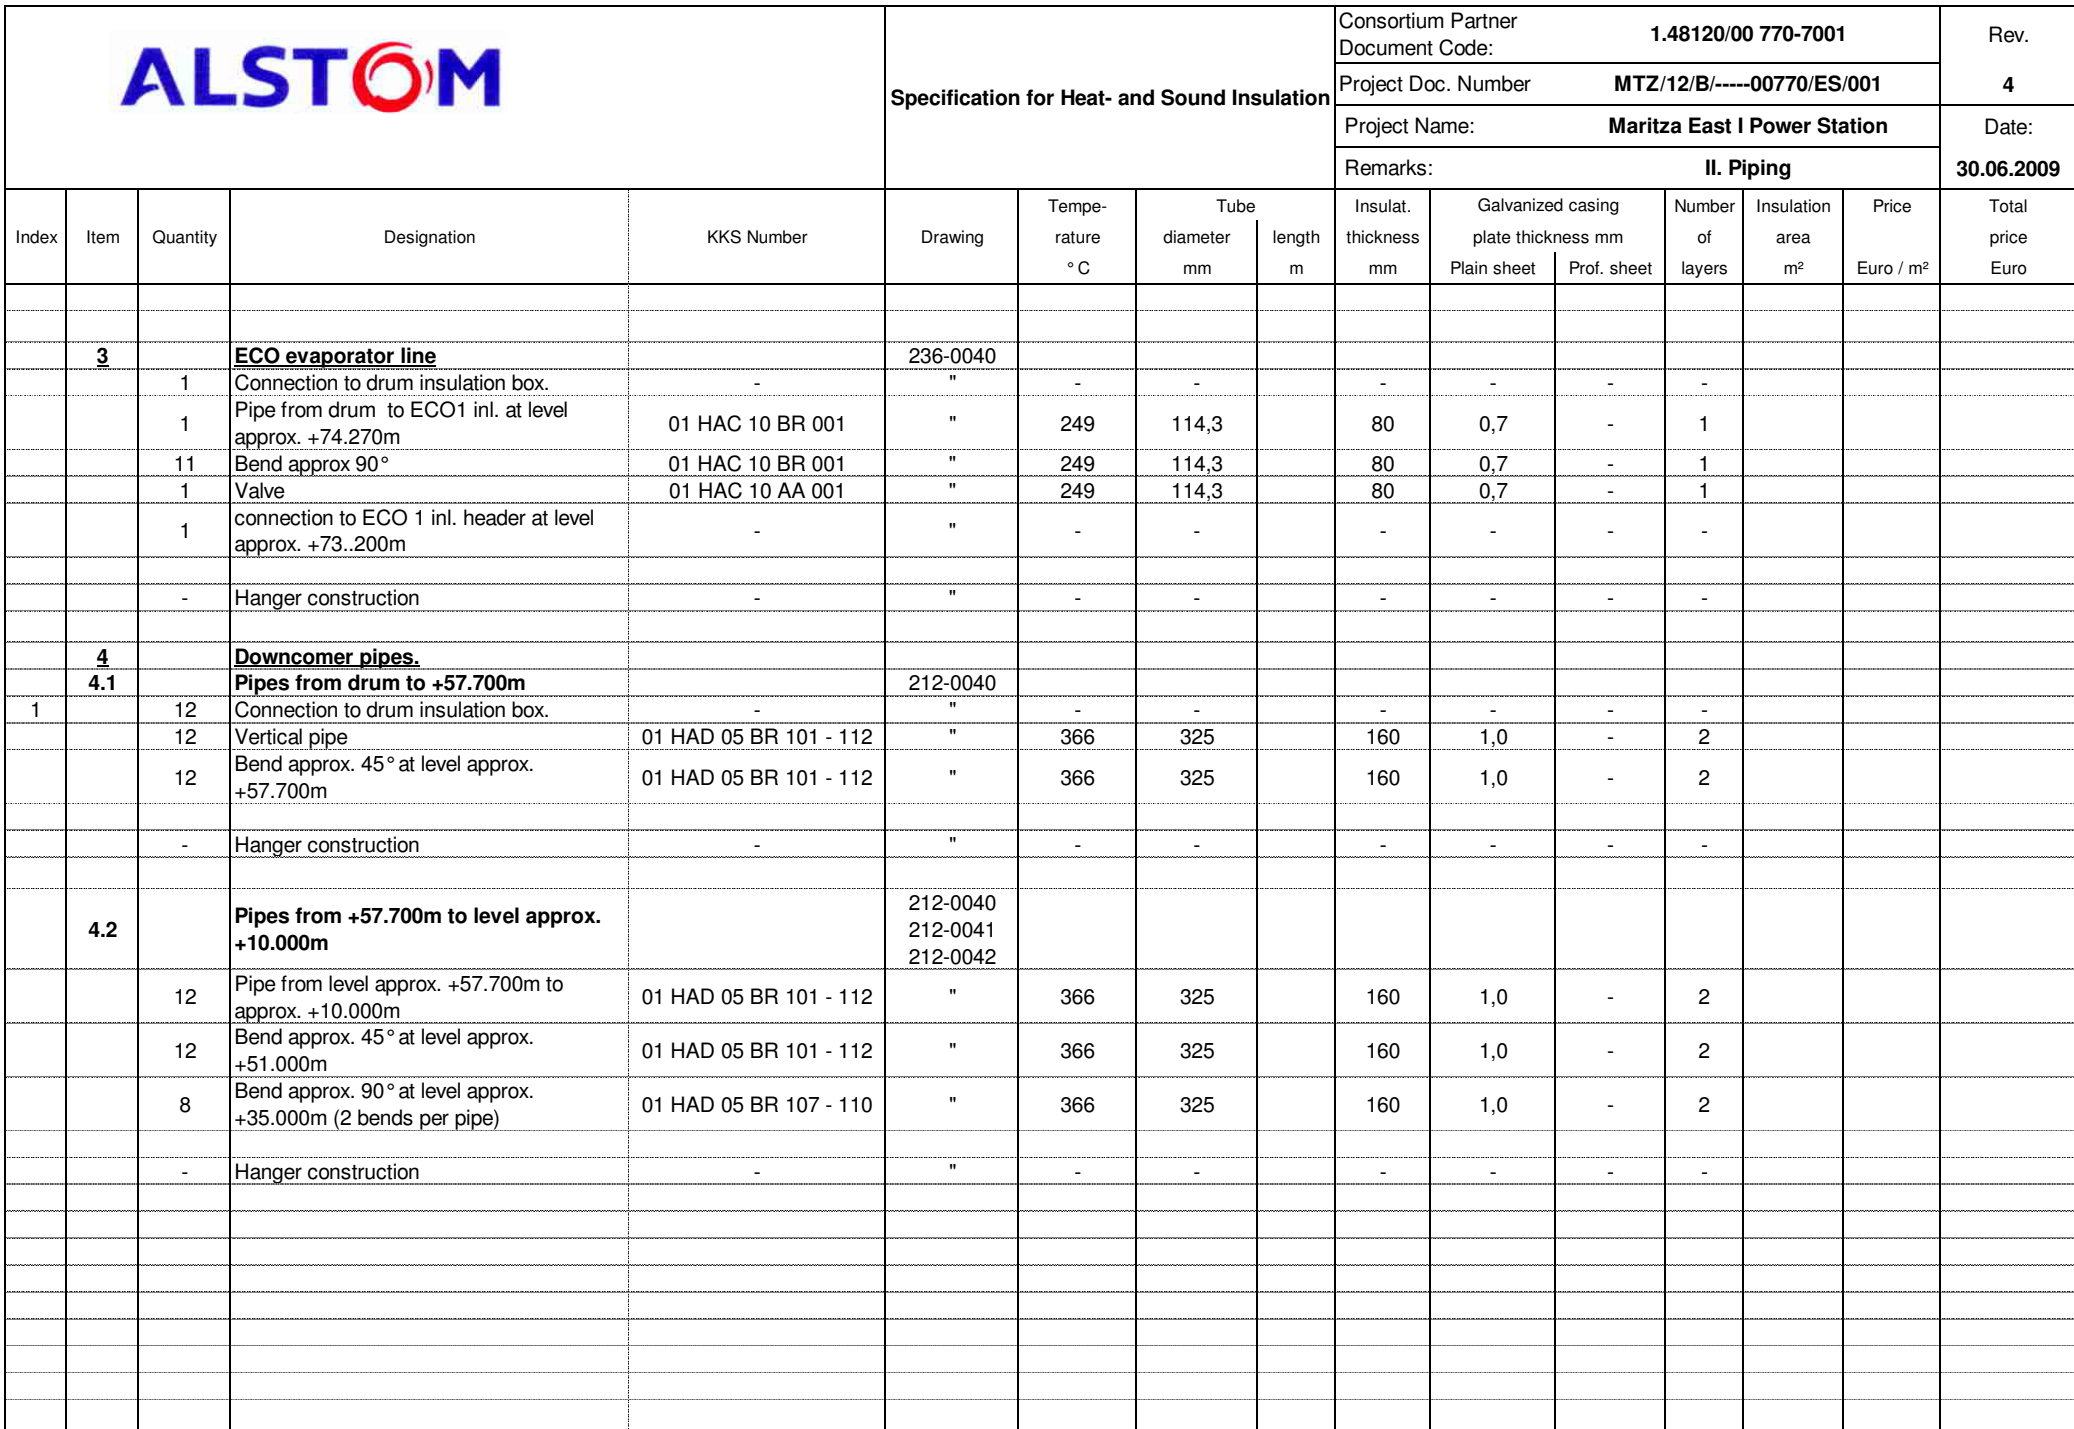 ALSTOM
Specification for Heat- and Sound Insulation
Consortium Partner
Document Code:
1.48120/00 770-7001
Rev.
Project Doc. Number MTZ/12/B/-----00770/ES/001 4
Project Name: Maritza East I Power Station Date:
Remarks: II. Piping 30.06.2009
Index Item Quantity Designation KKS Number Drawing
Tempe-
rature
°C
Tube
diameter
mm
length
m
Insulat.
thickness
mm
Galvanized casing
plate thickness mm
Plain sheet Prof. sheet
Number
of
layers
Insulation
area
m²
Price
Euro / m²
Total
price
Euro
3 ECO evaporator line 236-0040
1 Connection to drum insulation box. - " - - - - - -
Pipe from drum to ECO1 inl. at level
approx. +74.270m
1 01 HAC 10 BR 001 " 249 114,3 80 0,7 - 1
11 Bend approx 90° 01 HAC 10 BR 001 " 249 114,3 80 0,7 - 1
1 Valve 01 HAC 10 AA 001 " 249 114,3 80 0,7 - 1
connection to ECO 1 inl. header at level
approx. +73..200m
1 - " - - - - - -
- Hanger construction - " - - - - - -
4 Downcomer pipes.
4.1 Pipes from drum to +57.700m 212-0040
1 12 Connection to drum insulation box. - " - - - - - -
12 Vertical pipe 01 HAD 05 BR 101 - 112 " 366 325 160 1,0 - 2
Bend approx. 45° at level approx.
+57.700m
12 01 HAD 05 BR 101 - 112 " 366 325 160 1,0 - 2
- Hanger construction - " - - - - - -
4.2 Pipes from +57.700m to level approx.
+10.000m
212-0040
212-0041
212-0042
Pipe from level approx. +57.700m to
approx. +10.000m
12 01 HAD 05 BR 101 - 112 " 366 325 160 1,0 - 2
Bend approx. 45° at level approx.
+51.000m
12 01 HAD 05 BR 101 - 112 " 366 325 160 1,0 - 2
Bend approx. 90° at level approx.
+35.000m (2 bends per pipe)
8 01 HAD 05 BR 107 - 110 " 366 325 160 1,0 - 2
- Hanger construction - " - - - - - -